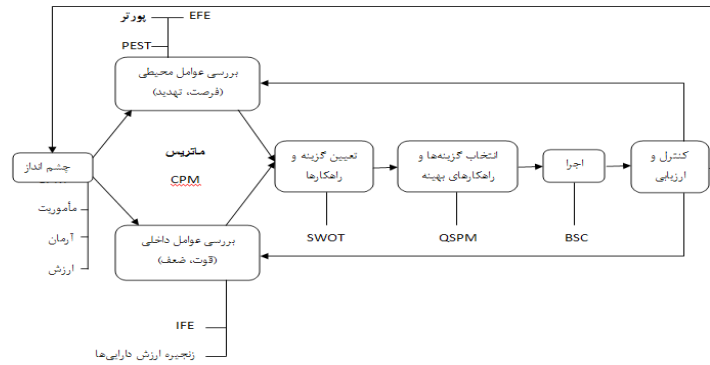 پورتر
EFE
PEST
بررسی عوامل محیطی
(فرصت، تهدید)
ماتریس
CPM
چشم انداز
مأموریت
آرمان
ارزش
تعیین گزینه و
راهکارها
انتخاب گزینه‌ها و
راهکارهای بهینه
اجرا
کنترل و
ارزیابی
SWOT
QSPM
BSC
بررسی عوامل داخلی
(قوت، ضعف)
IFE
زنجیره ارزش دارایی‌ها